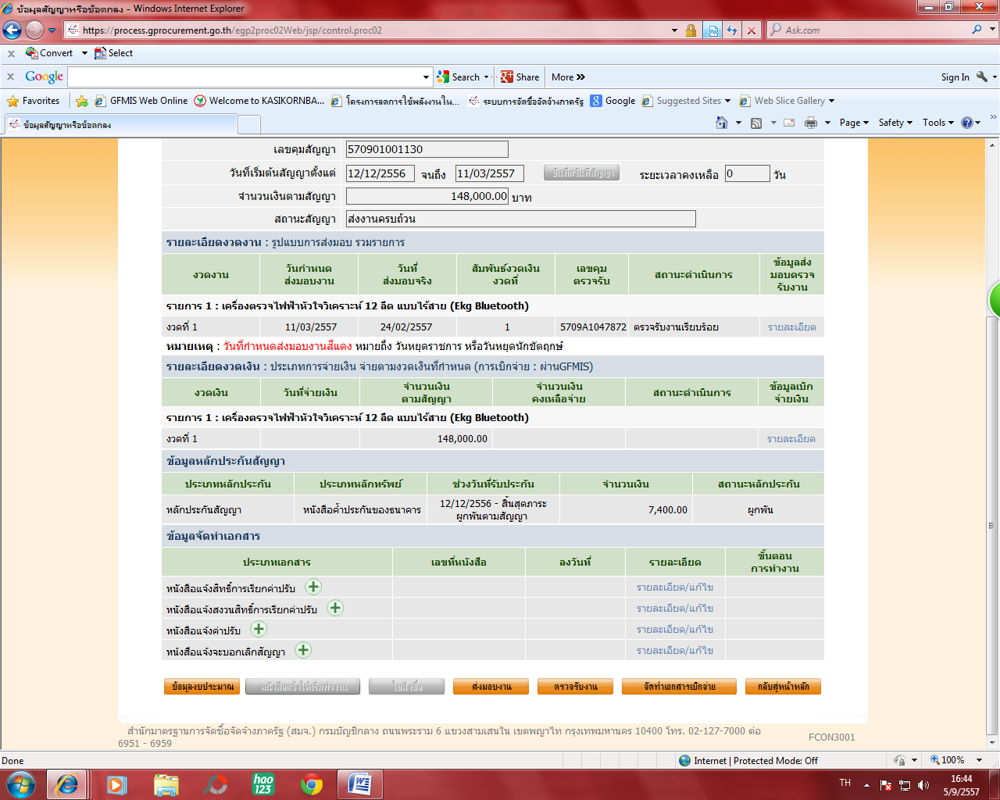 ข้อมูลสัญญาหรือข้อตกลง - Windows Internet Explorer
https://process.gprocurement.go.th/egp2proc02Web/jsp/control.proc02
Ask.com
x Convert Select
x Google Search Share More » Sign In
Favorites GFMIS Web Online Welcome to KASIKORNBA... โครงการลดการใช้พลังงานใน... ระบบการจัดซื้อจัดจ้างภาครัฐ Google Suggested Sites Web Slice Gallery
ข้อมูลสัญญาหรือข้อตกลง Page Safety Tools
เลขคุมสัญญา 570901001130
วันที่เริ่มต้นสัญญาตั้งแต่ 12/12/2556 จนถึง 11/03/2557 บันทึกวันที่สัญญา ระยะเวลาคงเหลือ 0 วัน
จำนวนเงินตามสัญญา 148,000.00 บาท
สถานะสัญญา ส่งงานครบถ้วน
รายละเอียดงวดงาน : รูปแบบการส่งมอบ รวมรายการ
งวดงาน วันกำหนดส่งมอบงาน วันที่ส่งมอบจริง สัมพันธ์งวดเงินงวดที่ เลขคุมตรวจรับ สถานะดำเนินการ ข้อมูลส่งมอบตรวจรับงาน
รายการ 1 : เครื่องตรวจไฟฟ้าหัวใจวิเคราะห์ 12 ลีด แบบไร้สาย (Ekg Bluetooth)
งวดที่ 1 11/03/2557 24/02/2557 1 5709A1047872 ตรวจรับงานเรียบร้อย รายละเอียด
หมายเหตุ : วันที่กำหนดส่งมอบงานสีแดง หมายถึง วันหยุดราชการ หรือวันหยุดนักขัตฤกษ์
รายละเอียดงวดเงิน : ประเภทการจ่ายเงิน จ่ายตามงวดเงินที่กำหนด (การเบิกจ่าย : ผ่านGFMIS)
งวดเงิน วันที่จ่ายเงิน จำนวนเงินตามสัญญา จำนวนเงินคงเหลือจ่าย สถานะดำเนินการ ข้อมูลเบิกจ่ายเงิน
รายการ 1 : เครื่องตรวจไฟฟ้าหัวใจวิเคราะห์ 12 ลีด แบบไร้สาย (Ekg Bluetooth)
งวดที่ 1 148,000.00 รายละเอียด
ข้อมูลหลักประกันสัญญา
ประเภทหลักประกัน ประเภทหลักทรัพย์ ช่วงวันที่รับประกัน จำนวนเงิน สถานะหลักประกัน
หลักประกันสัญญา หนังสือค้ำประกันของธนาคาร 12/12/2556 - สิ้นสุดภาระผูกพันตามสัญญา 7,400.00 ผูกพัน
ข้อมูลจัดทำเอกสาร
ประเภทเอกสาร เลขที่หนังสือ ลงวันที่ รายละเอียด ขั้นตอนการทำงาน
หนังสือแจ้งสิทธิ์การเรียกค่าปรับ รายละเอียด/แก้ไข
หนังสือแจ้งสงวนสิทธิ์การเรียกค่าปรับ รายละเอียด/แก้ไข
หนังสือแจ้งค่าปรับ รายละเอียด/แก้ไข
หนังสือแจ้งจะบอกเลิกสัญญา รายละเอียด/แก้ไข
ข้อมูลงบประมาณ หนังสือแจ้งให้เริ่มทำงาน ใบสั่งซื้อ ส่งมอบงาน ตรวจรับงาน จัดทำเอกสารเบิกจ่าย กลับสู่หน้าหลัก
สำนักมาตรฐานการจัดซื้อจัดจ้างภาครัฐ (สมจ.) กรมบัญชีกลาง ถนนพระราม 6 แขวงสามเสนใน เขตพญาไท กรุงเทพมหานคร 10400 โทร. 02-127-7000 ต่อ
6951 - 6959 FCON3001
Done Internet | Protected Mode: Off 100%
hao123 TH 16:44
5/9/2557